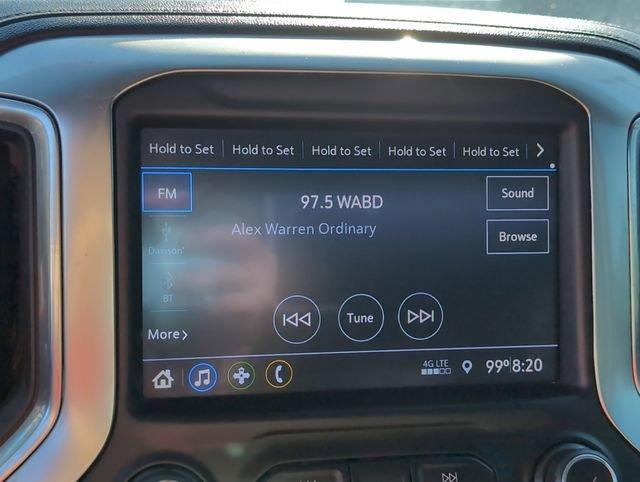 Hold to Set Hold to Set Hold to Set Hold to Set Hold to Set
FM
97.5 WABD
Sound
Alex Warren Ordinary
Browse
Dawson'
BT
Tune
More
4G LTE
99° 8:20